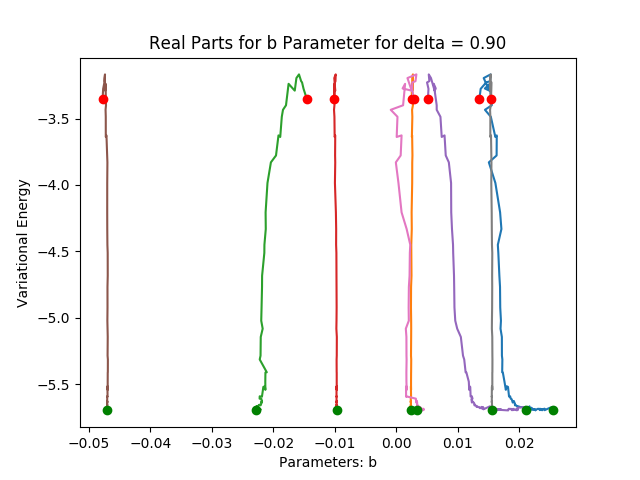 Real Parts for b Parameter for delta = 0.90
Variational Energy
−3.5
−4.0
−4.5
−5.0
−5.5
−0.05 −0.04 −0.03 −0.02 −0.01 0.00 0.01 0.02
Parameters: b